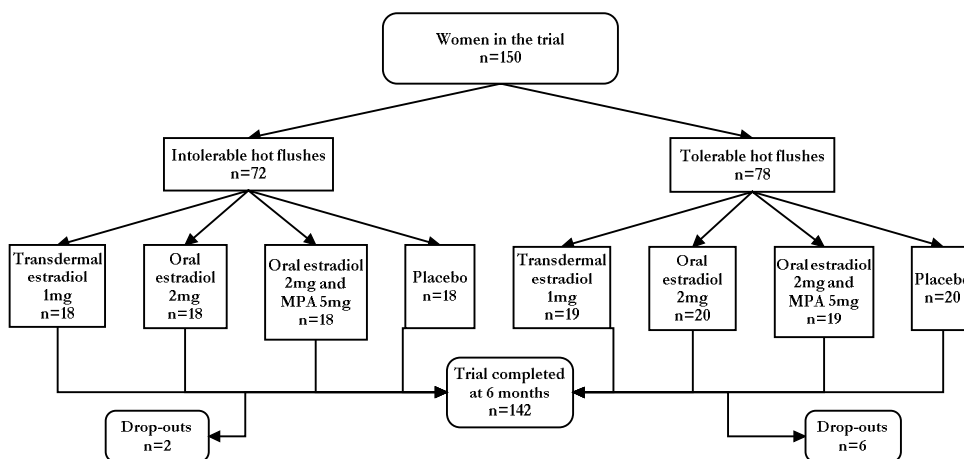 Women in the trial
n=150
Intolerable hot flushes
n=72
Tolerable hot flushes
n=78
Transdermal
estradiol
1mg
n=18
Oral
estradiol
2mg
n=18
Oral estradiol
2mg and
MPA 5mg
n=18
Placebo
n=18
Transdermal
estradiol
1mg
n=19
Oral
estradiol
2mg
n=20
Oral estradiol
2mg and
MPA 5mg
n=19
Placebo
n=20
Trial completed
at 6 months
n=142
Drop-outs
n=2
Drop-outs
n=6